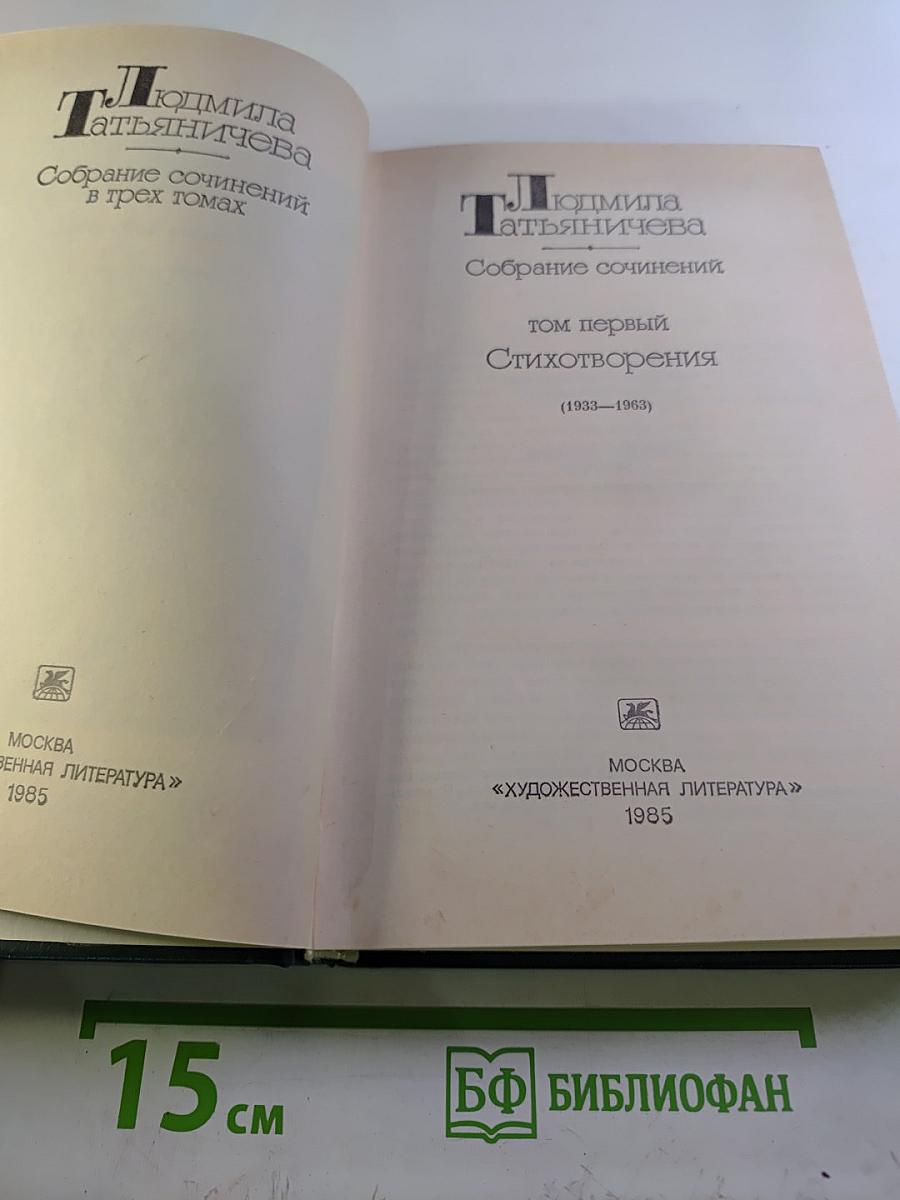 Людмила
Татьяничева
Собрание сочинений
в трех томах
МОСКВА
ЛИТЕРАТУРА»
1985
Людмила
Татьяничева
Собрание сочинений
том первый
Стихотворения
(1933—1963)
МОСКВА
«ХУДОЖЕСТВЕННАЯ ЛИТЕРАТУРА»
1985
15 см
БФ БИБЛИОФАН